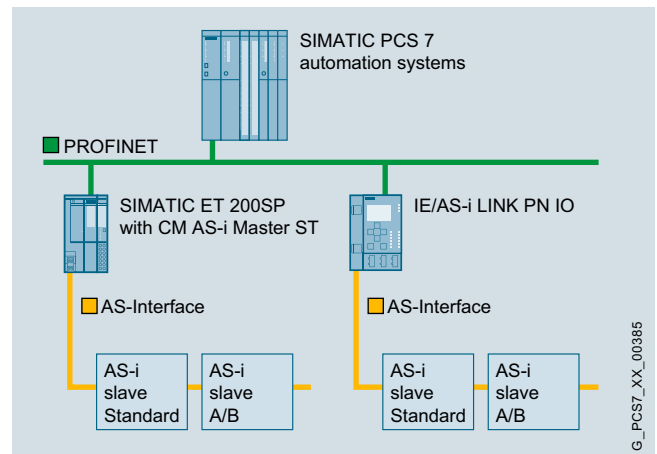 SIMATIC PCS 7
automation systems
PROFINET
SIMATIC ET 200SP
with CM AS-i Master ST
IE/AS-i LINK PN IO
AS-Interface
AS-Interface
AS-i
slave
Standard
AS-i
slave
A/B
AS-i
slave
Standard
AS-i
slave
A/B
G_PCS7_XX_00385